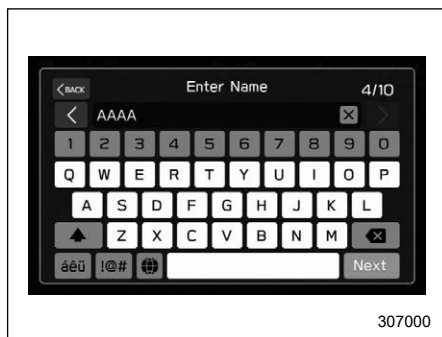 <BACK Enter Name 4/10
< AAAA >
1 2 3 4 5 6 7 8 9 0
Q W E R T Y U I O P
A S D F G H J K L
Z X C V B N M
áêü !@# Next
307000